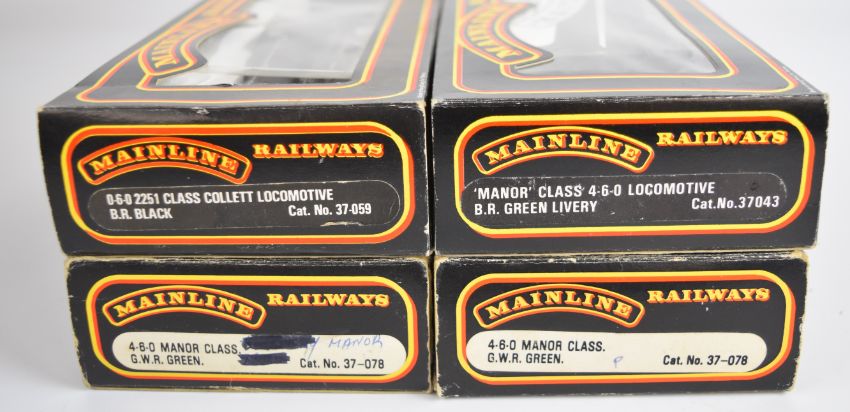 MAINLINE RAILWAYS
0-6-0 2251 CLASS COLLETT LOCOMOTIVE
B.R. BLACK Cat. No. 37-059
MAINLINE RAILWAYS
'MANOR' CLASS 4-6-0 LOCOMOTIVE
B.R. GREEN LIVERY Cat.No.37043
MAINLINE RAILWAYS
4-6-0 MANOR CLASS. MANOR
G.W.R. GREEN. Cat. No. 37-078
MAINLINE RAILWAYS
4-6-0 MANOR CLASS.
G.W.R. GREEN. P Cat. No. 37-078